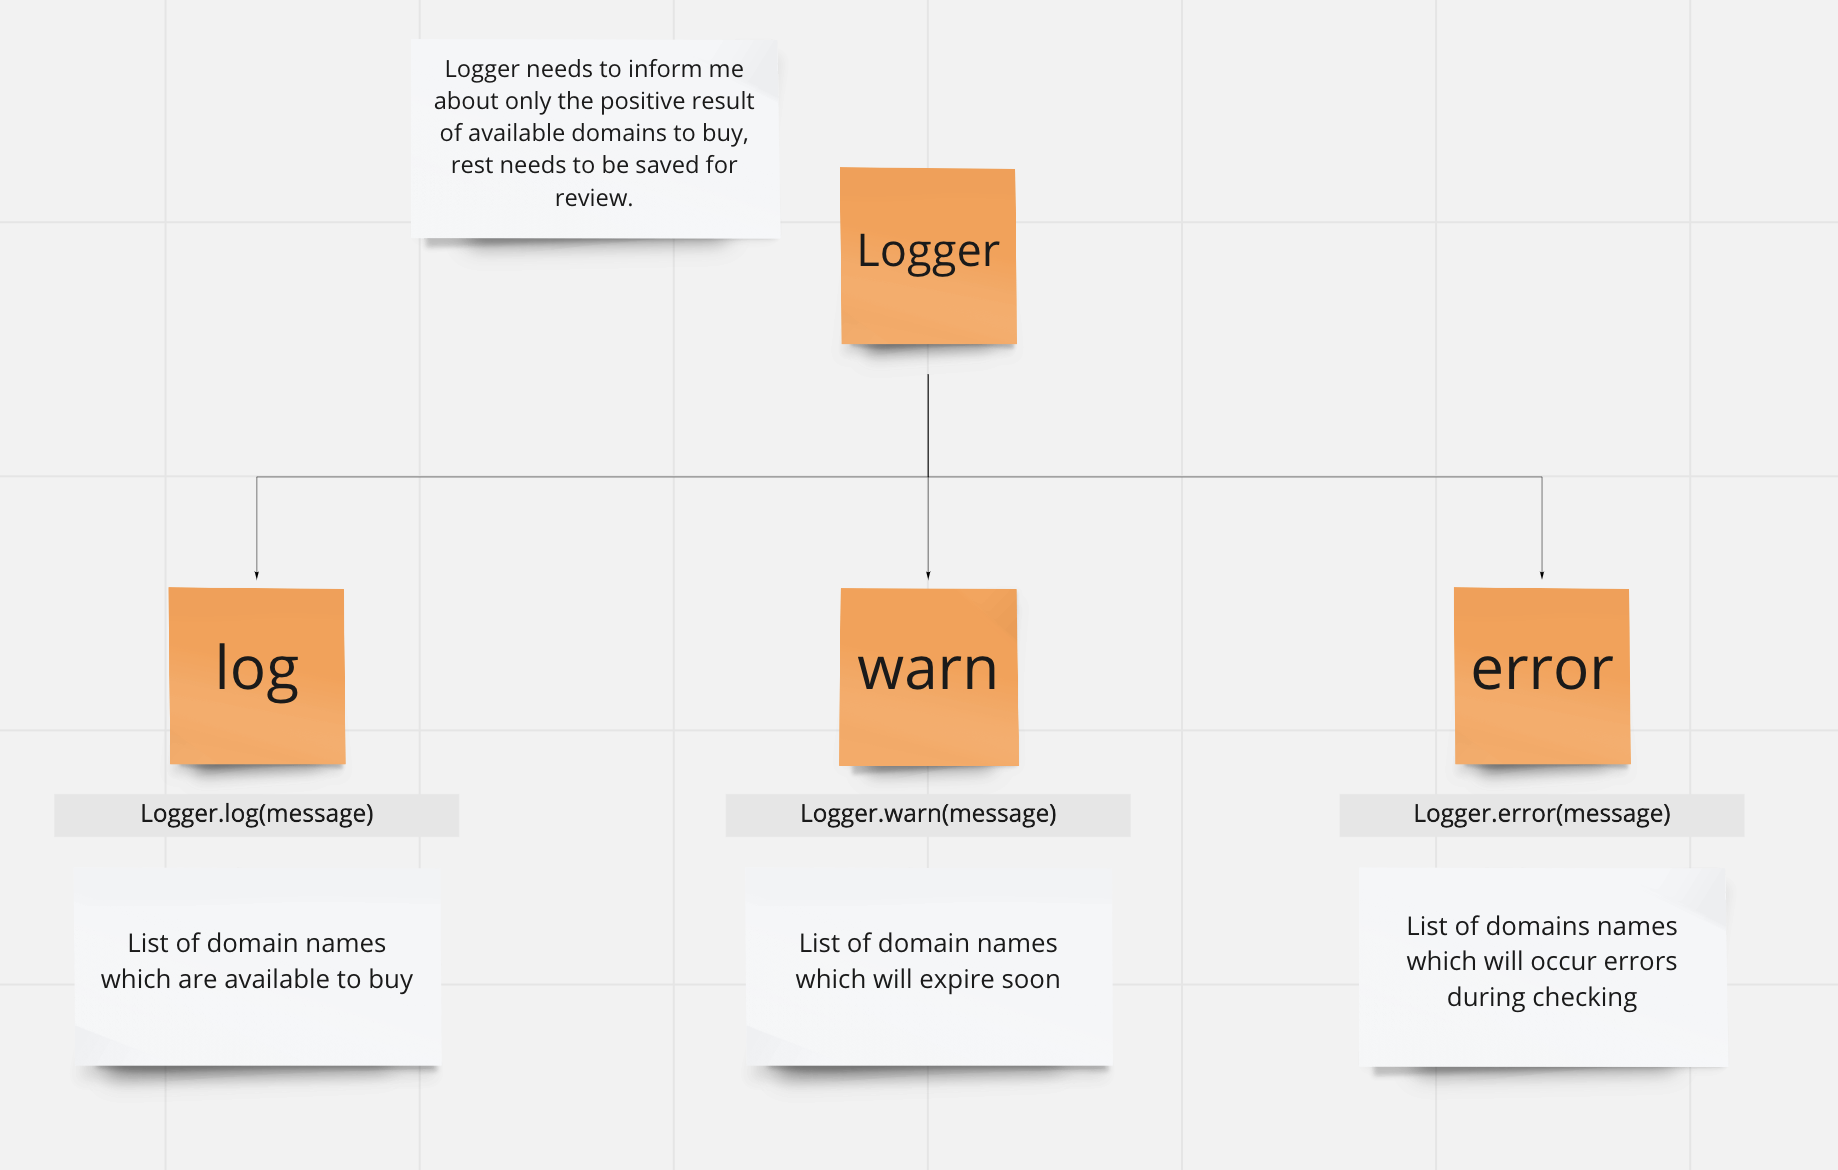 Logger needs to inform me
about only the positive result
of available domains to buy,
rest needs to be saved for
review.
Logger
log
warn
error
Logger.log(message)
Logger.warn(message)
Logger.error(message)
List of domain names
which are available to buy
List of domain names
which will expire soon
List of domains names
which will occur errors
during checking